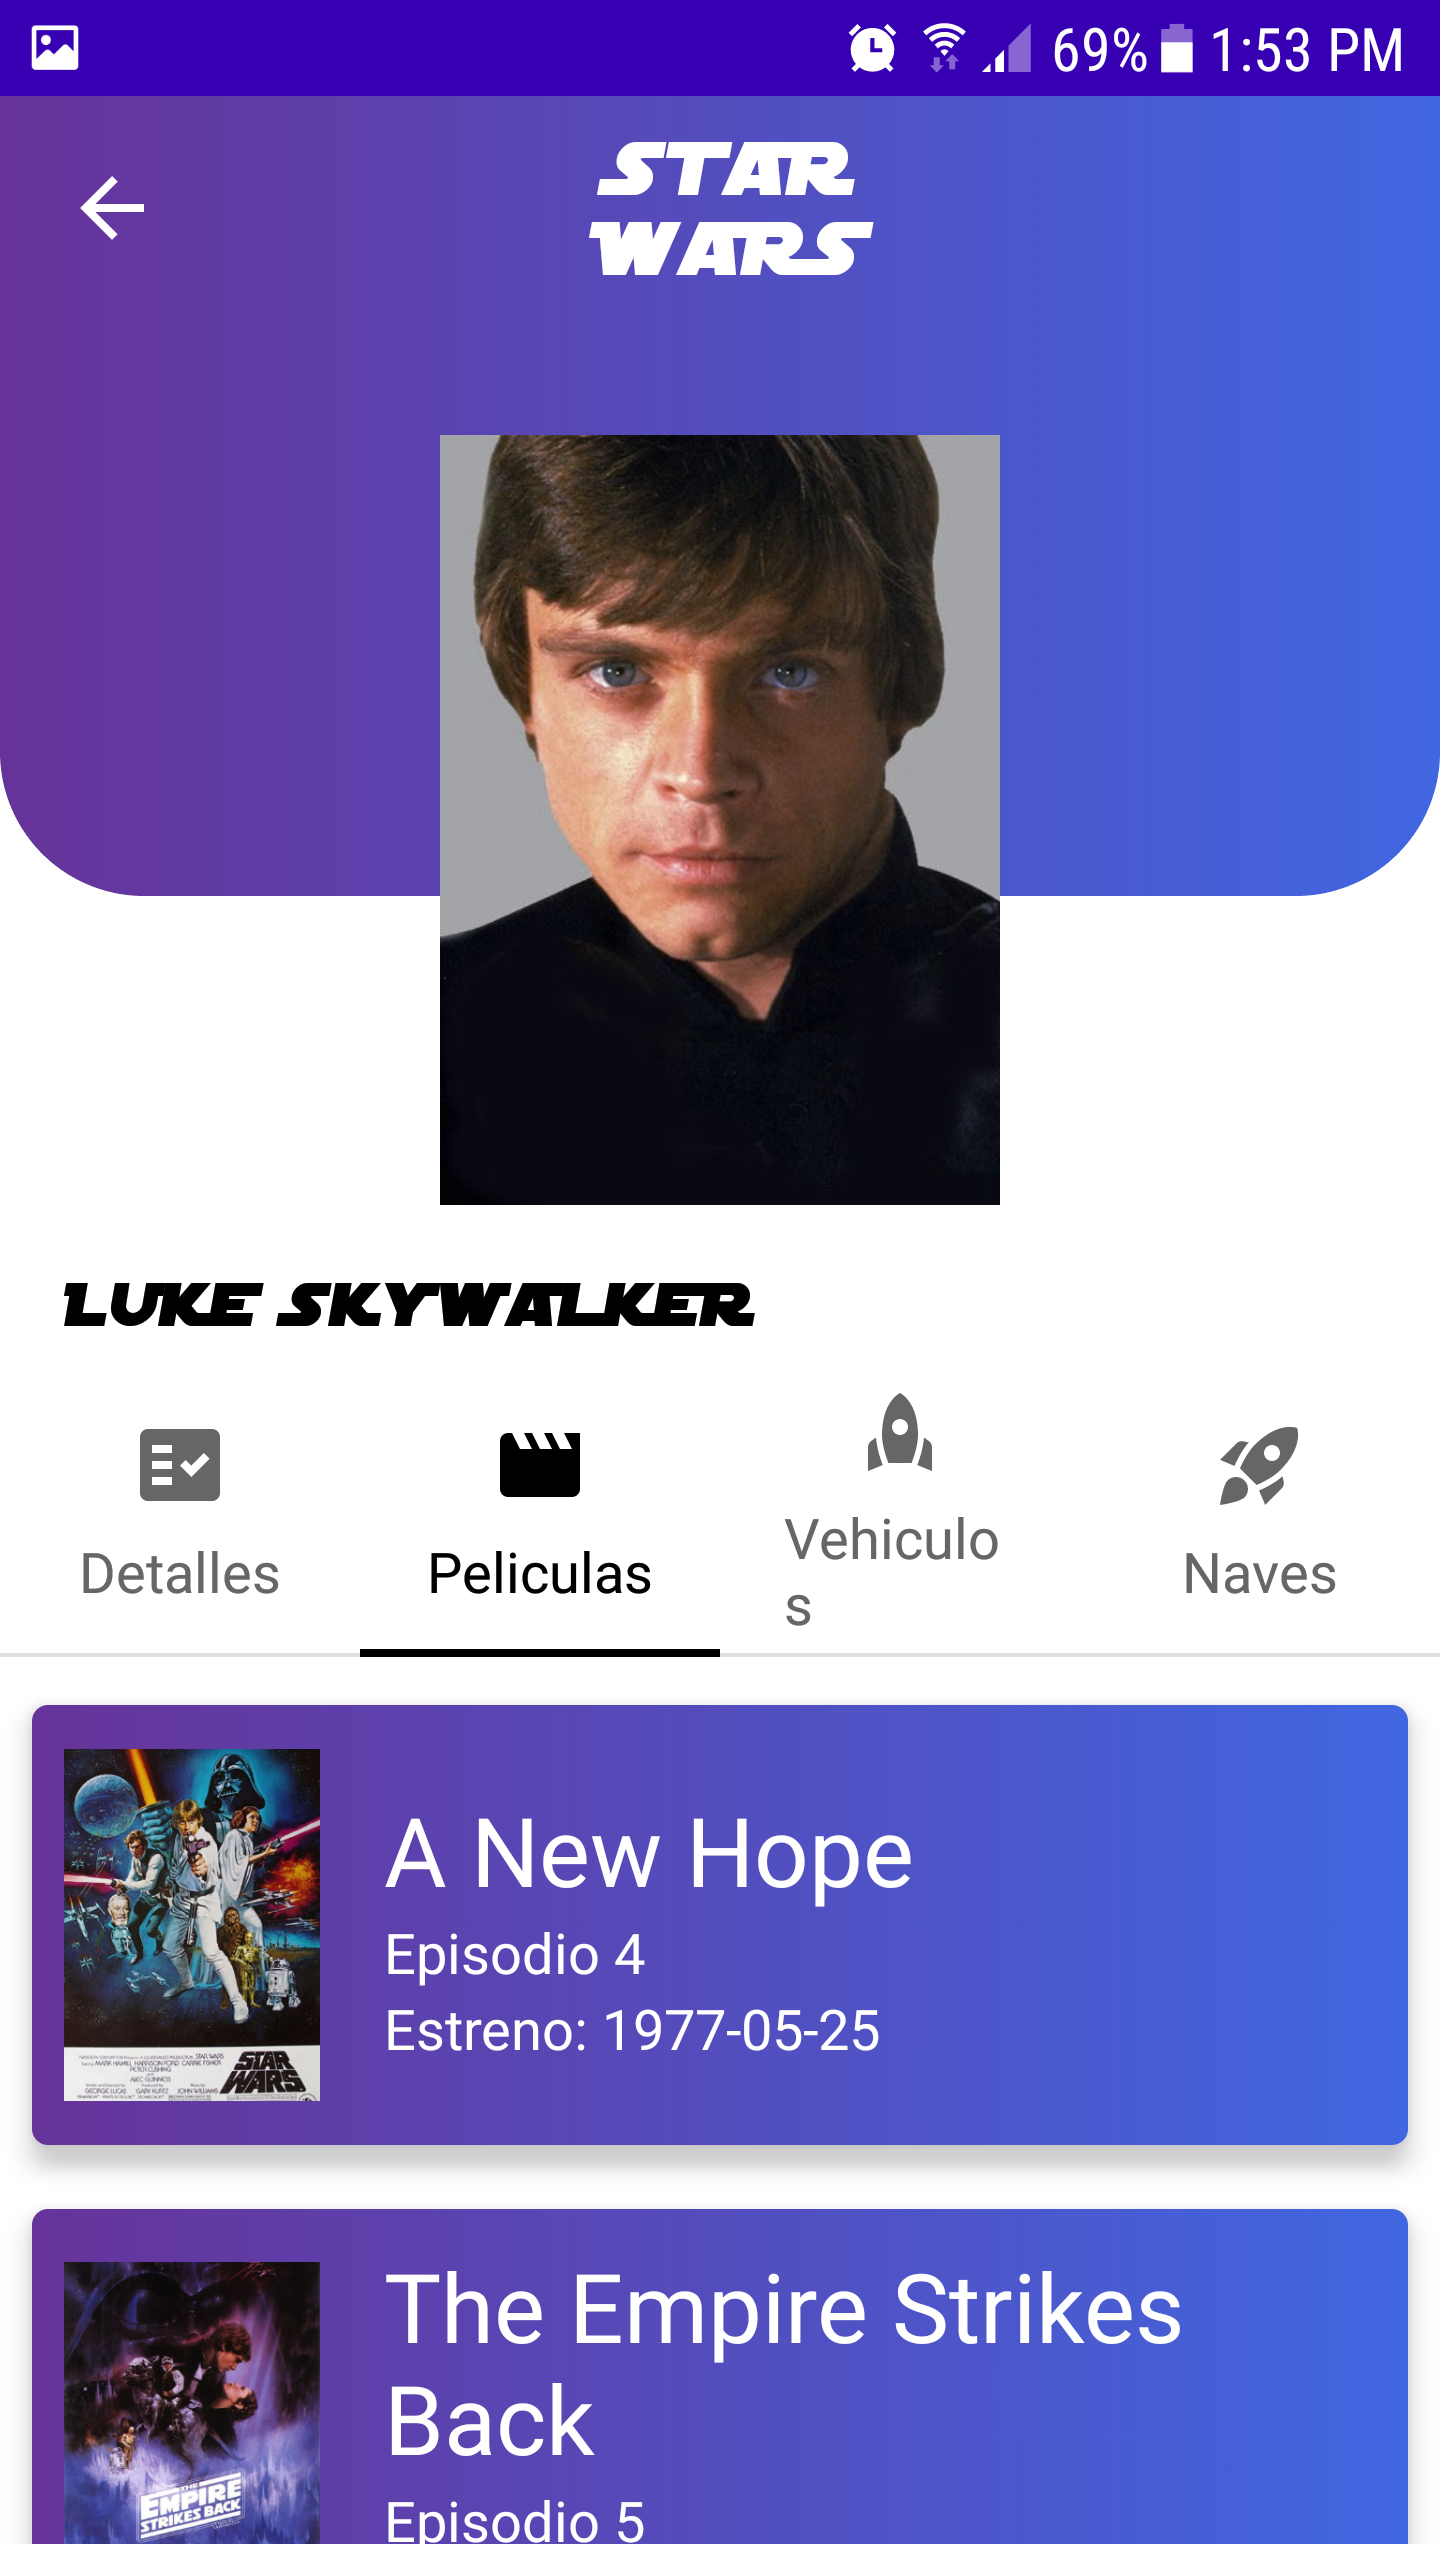 69% 1:53 PM
STAR
WARS
LUKE SKYWALKER
Detalles
Peliculas
Vehiculo
s
Naves
A New Hope
Episodio 4
Estreno: 1977-05-25
STAR
WARS
The Empire Strikes
Back
Episodio 5
THE
EMPIRE
STRIKES BACK